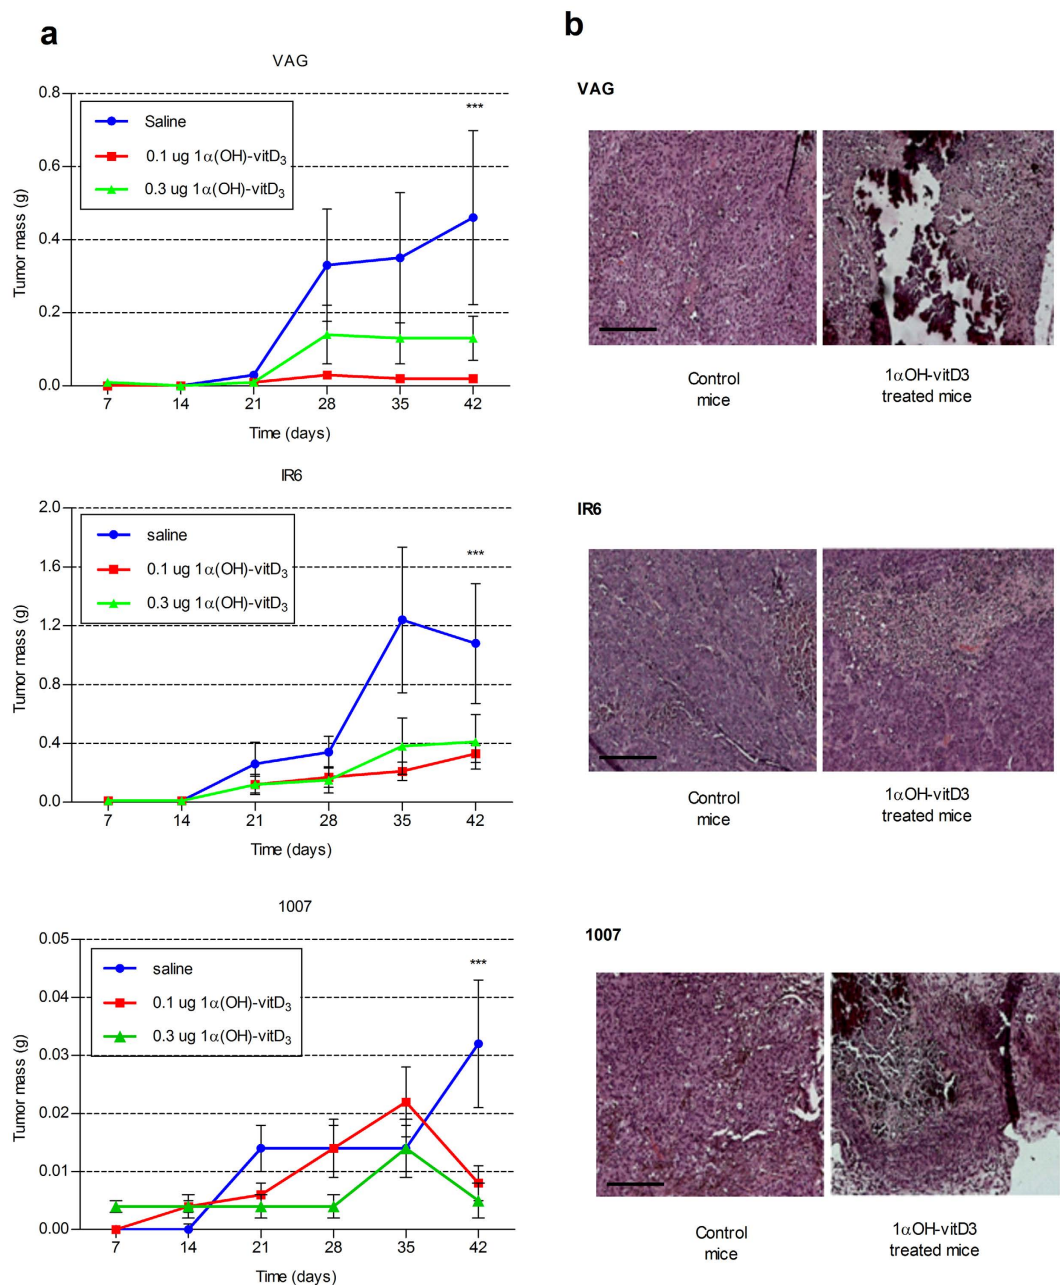 a
VAG
0.8
0.6
0.4
0.2
0.0
Tumor mass (g)
Saline
0.1 ug 1α(OH)-vitD3
0.3 ug 1α(OH)-vitD3
***
7 14 21 28 35 42
Time (days)
IR6
2.0
1.6
1.2
0.8
0.4
0.0
Tumor mass (g)
saline
0.1 ug 1α(OH)-vitD3
0.3 ug 1α(OH)-vitD3
***
7 14 21 28 35 42
Time (days)
1007
0.05
0.04
0.03
0.02
0.01
0.00
Tumor mass (g)
saline
0.1 ug 1α(OH)-vitD3
0.3 ug 1α(OH)-vitD3
***
7 14 21 28 35 42
Time (days)
b
VAG
Control
mice
1αOH-vitD3
treated mice
IR6
Control
mice
1αOH-vitD3
treated mice
1007
Control
mice
1αOH-vitD3
treated mice